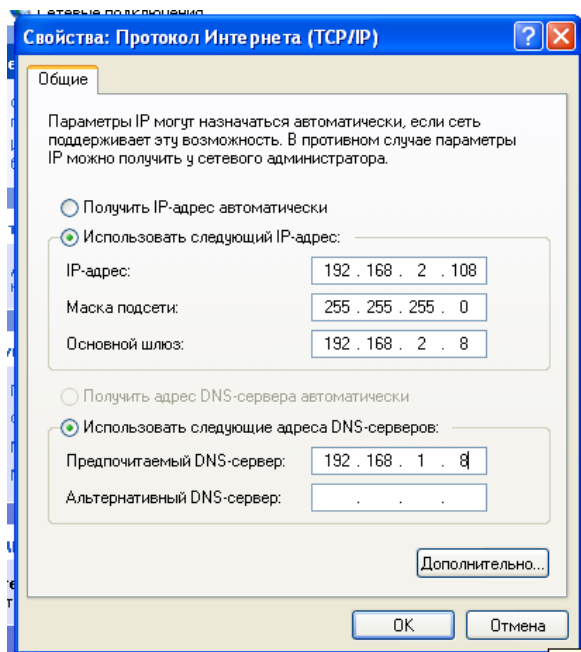 Сетевые подключения
Свойства: Протокол Интернета (TCP/IP)
Общие
Параметры IP могут назначаться автоматически, если сеть
поддерживает эту возможность. В противном случае параметры
IP можно получить у сетевого администратора.
Получить IP-адрес автоматически
Использовать следующий IP-адрес:
IP-адрес: 192 . 168 . 2 . 108
Маска подсети: 255 . 255 . 255 . 0
Основной шлюз: 192 . 168 . 2 . 8
Получить адрес DNS-сервера автоматически
Использовать следующие адреса DNS-серверов:
Предпочитаемый DNS-сервер: 192 . 168 . 1 . 8
Альтернативный DNS-сервер: . . .
Дополнительно...
OK Отмена